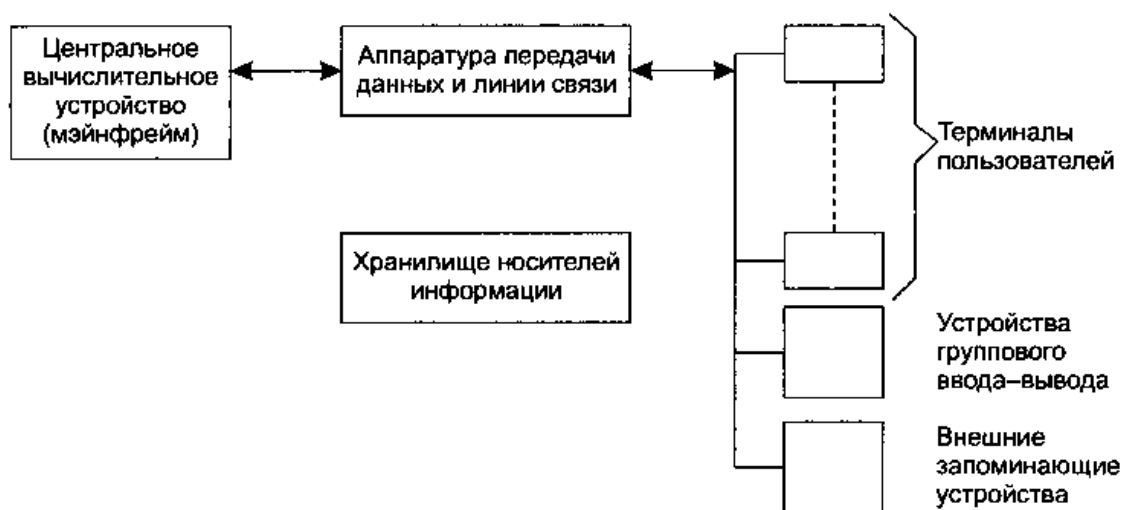 Центральное
вычислительное
устройство
(мэйнфрейм)
Аппаратура передачи
данных и линии связи
Терминалы
пользователей
Хранилище носителей
информации
Устройства
группового
ввода–вывода
Внешние
запоминающие
устройства